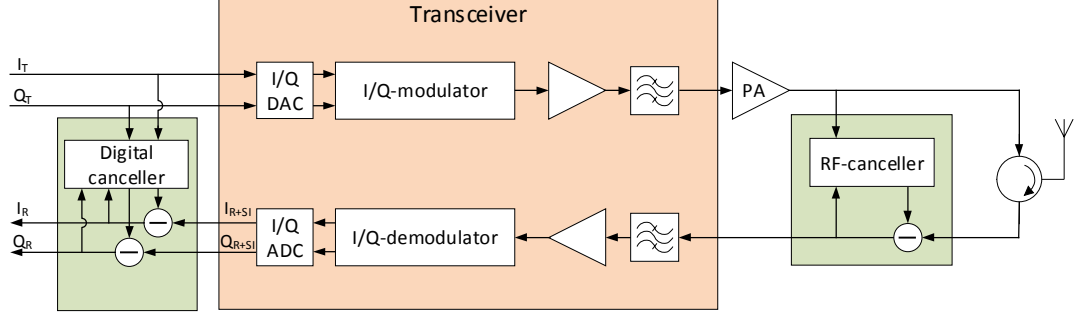 Transceiver
I_T
Q_T
I/Q
DAC
I/Q-modulator
PA
Digital
canceller
RF-canceller
I_R
Q_R
I_R+SI
Q_R+SI
I/Q
ADC
I/Q-demodulator